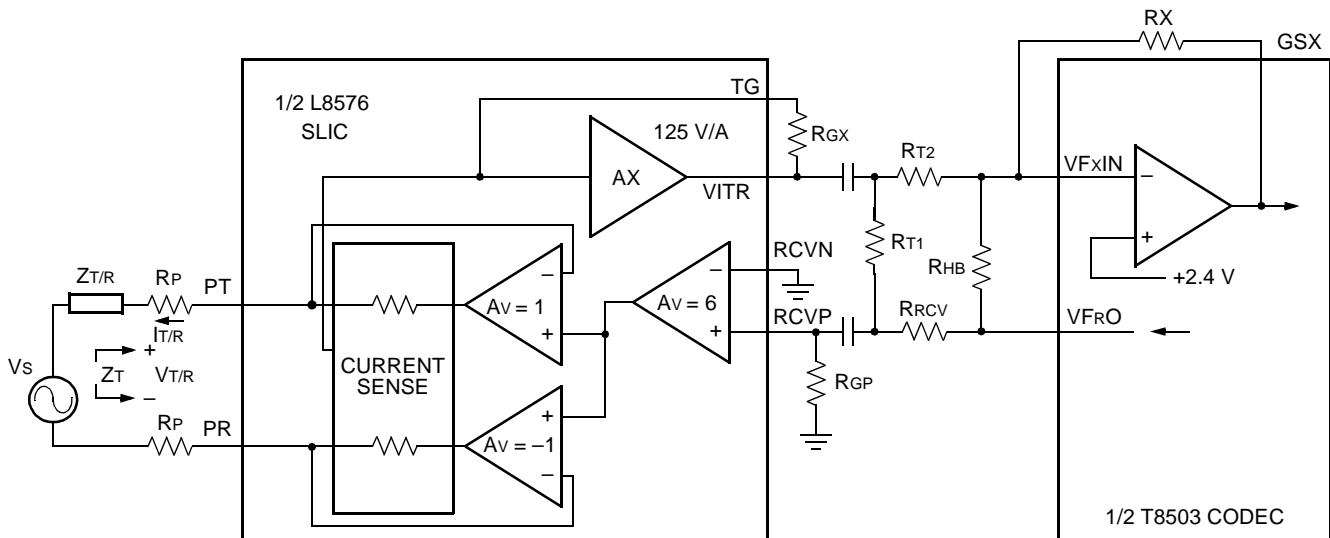 RX
GSX
1/2 L8576
SLIC
TG
125 V/A
RGX
AX
VITR
RT2
VFXIN
−
+
+2.4 V
RT1
RHB
RCVN
−
AV = 6
+
RCVP
RRCV
VFRO
RGP
ZT/R
RP
PT
IT/R
−
AV = 1
+
VS
ZT
+
VT/R
−
CURRENT
SENSE
RP
PR
+
AV = −1
−
1/2 T8503 CODEC